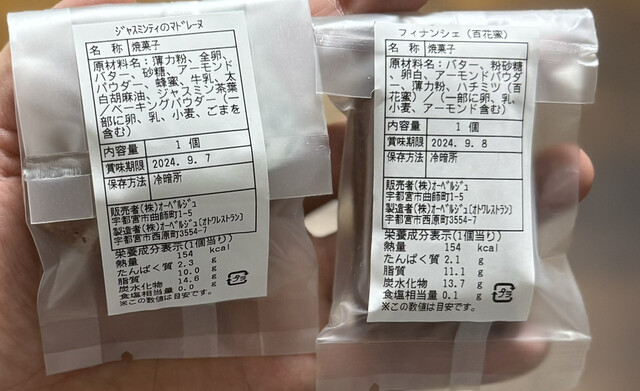 ジャスミンティのマドレーヌ
名 称 焼菓子
原材料名：薄力粉、全卵、
バター、砂糖、アーモンド
パウダー、蜂蜜、牛乳、太
白胡麻油、ジャスミン茶葉
／ベーキングパウダー（一
部に卵、乳、小麦、ごまを
含む）
内容量 1 個
賞味期限 2024. 9. 7
保存方法 冷暗所
販売者(株)オーベルジュ
宇都宮市曲師町1-5
製造者(株)オーベルジュ[オトワレストラン]
宇都宮市西原町3554-7
栄養成分表示(1個当り)
熱量 154 kcal
たんぱく質 2.3 g
脂質 10.0 g
炭水化物 14.6 g
食塩相当量 0.0 g
※この数値は目安です。
プラ
フィナンシェ（百花蜜）
名 称 焼菓子
原材料名：バター、粉砂糖
、卵白、アーモンドパウダ
ー、薄力粉、ハチミツ（百
花蜜）／（一部に卵、乳、
小麦、アーモンド含む）
内容量 1 個
賞味期限 2024. 9. 8
保存方法 冷暗所
販売者(株)オーベルジュ
宇都宮市曲師町1-5
製造者(株)オーベルジュ[オトワレストラン]
宇都宮市西原町3554-7
栄養成分表示(1個当り)
熱量 154 kcal
たんぱく質 2.1 g
脂質 11.1 g
炭水化物 13.7 g
食塩相当量 0.1 g
※この数値は目安です。
プラ